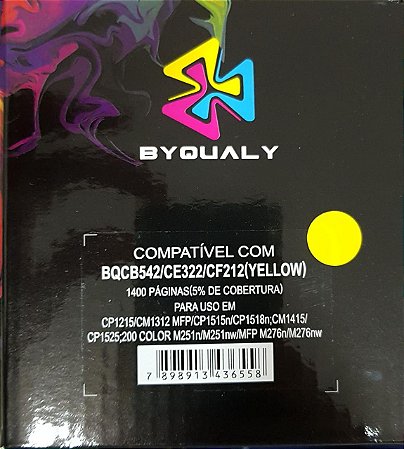 BYQUALY
COMPATÍVEL COM
BQCB542/CE322/CF212(YELLOW)
1400 PÁGINAS(5% DE COBERTURA)
PARA USO EM
CP1215/CM1312 MFP/CP1515n/CP1518n;CM1415/
CP1525;200 COLOR M251n/M251nw/MFP M276n/M276nw
7 898913 436558